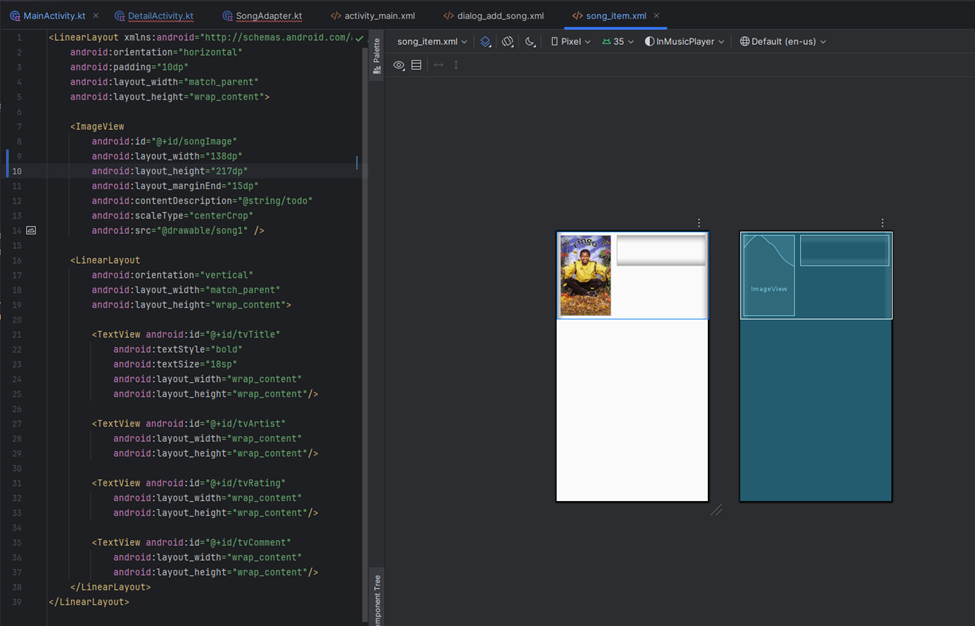 MainActivity.kt
DetailActivity.kt
SongAdapter.kt
activity_main.xml
dialog_add_song.xml
song_item.xml
song_item.xml
Pixel
35
InMusicPlayer
Default (en-us)
Palette
1 <LinearLayout xmlns:android="http://schemas.android.com/
2 android:orientation="horizontal"
3 android:padding="10dp"
4 android:layout_width="match_parent"
5 android:layout_height="wrap_content">
6
7 <ImageView
8 android:id="@+id/songImage"
9 android:layout_width="138dp"
10 android:layout_height="217dp"
11 android:layout_marginEnd="15dp"
12 android:contentDescription="@string/todo"
13 android:scaleType="centerCrop"
14 android:src="@drawable/song1" />
15
16 <LinearLayout
17 android:orientation="vertical"
18 android:layout_width="match_parent"
19 android:layout_height="wrap_content">
20
21 <TextView android:id="@+id/tvTitle"
22 android:textStyle="bold"
23 android:textSize="18sp"
24 android:layout_width="wrap_content"
25 android:layout_height="wrap_content"/>
26
27 <TextView android:id="@+id/tvArtist"
28 android:layout_width="wrap_content"
29 android:layout_height="wrap_content"/>
30
31 <TextView android:id="@+id/tvRating"
32 android:layout_width="wrap_content"
33 android:layout_height="wrap_content"/>
34
35 <TextView android:id="@+id/tvComment"
36 android:layout_width="wrap_content"
37 android:layout_height="wrap_content"/>
38 </LinearLayout>
39 </LinearLayout>
ImageView
mponent Tree